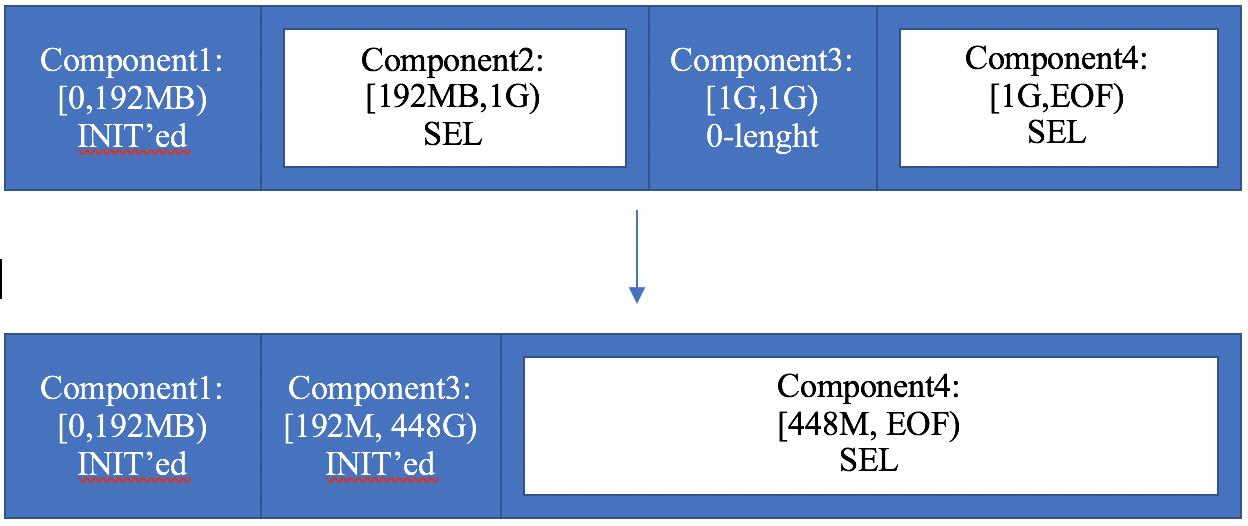 Component1:
[0,192MB)
INIT’ed
Component2:
[192MB,1G)
SEL
Component3:
[1G,1G)
0-lenght
Component4:
[1G,EOF)
SEL
Component1:
[0,192MB)
INIT’ed
Component3:
[192M, 448G)
INIT’ed
Component4:
[448M, EOF)
SEL